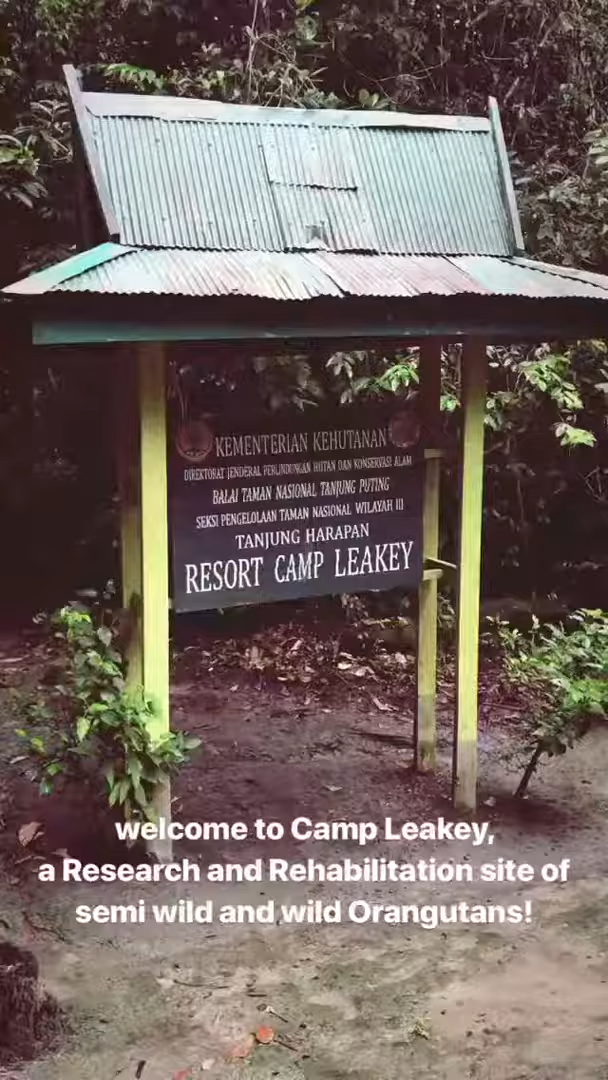 KEMENTERIAN KEHUTANAN
DIREKTORAT JENDERAL PERLINDUNGAN HUTAN DAN KONSERVASI ALAM
BALAI TAMAN NASIONAL TANJUNG PUTING
SEKSI PENGELOLAAN TAMAN NASIONAL WILAYAH III
TANJUNG HARAPAN
RESORT CAMP LEAKEY
welcome to Camp Leakey,
a Research and Rehabilitation site of
semi wild and wild Orangutans!